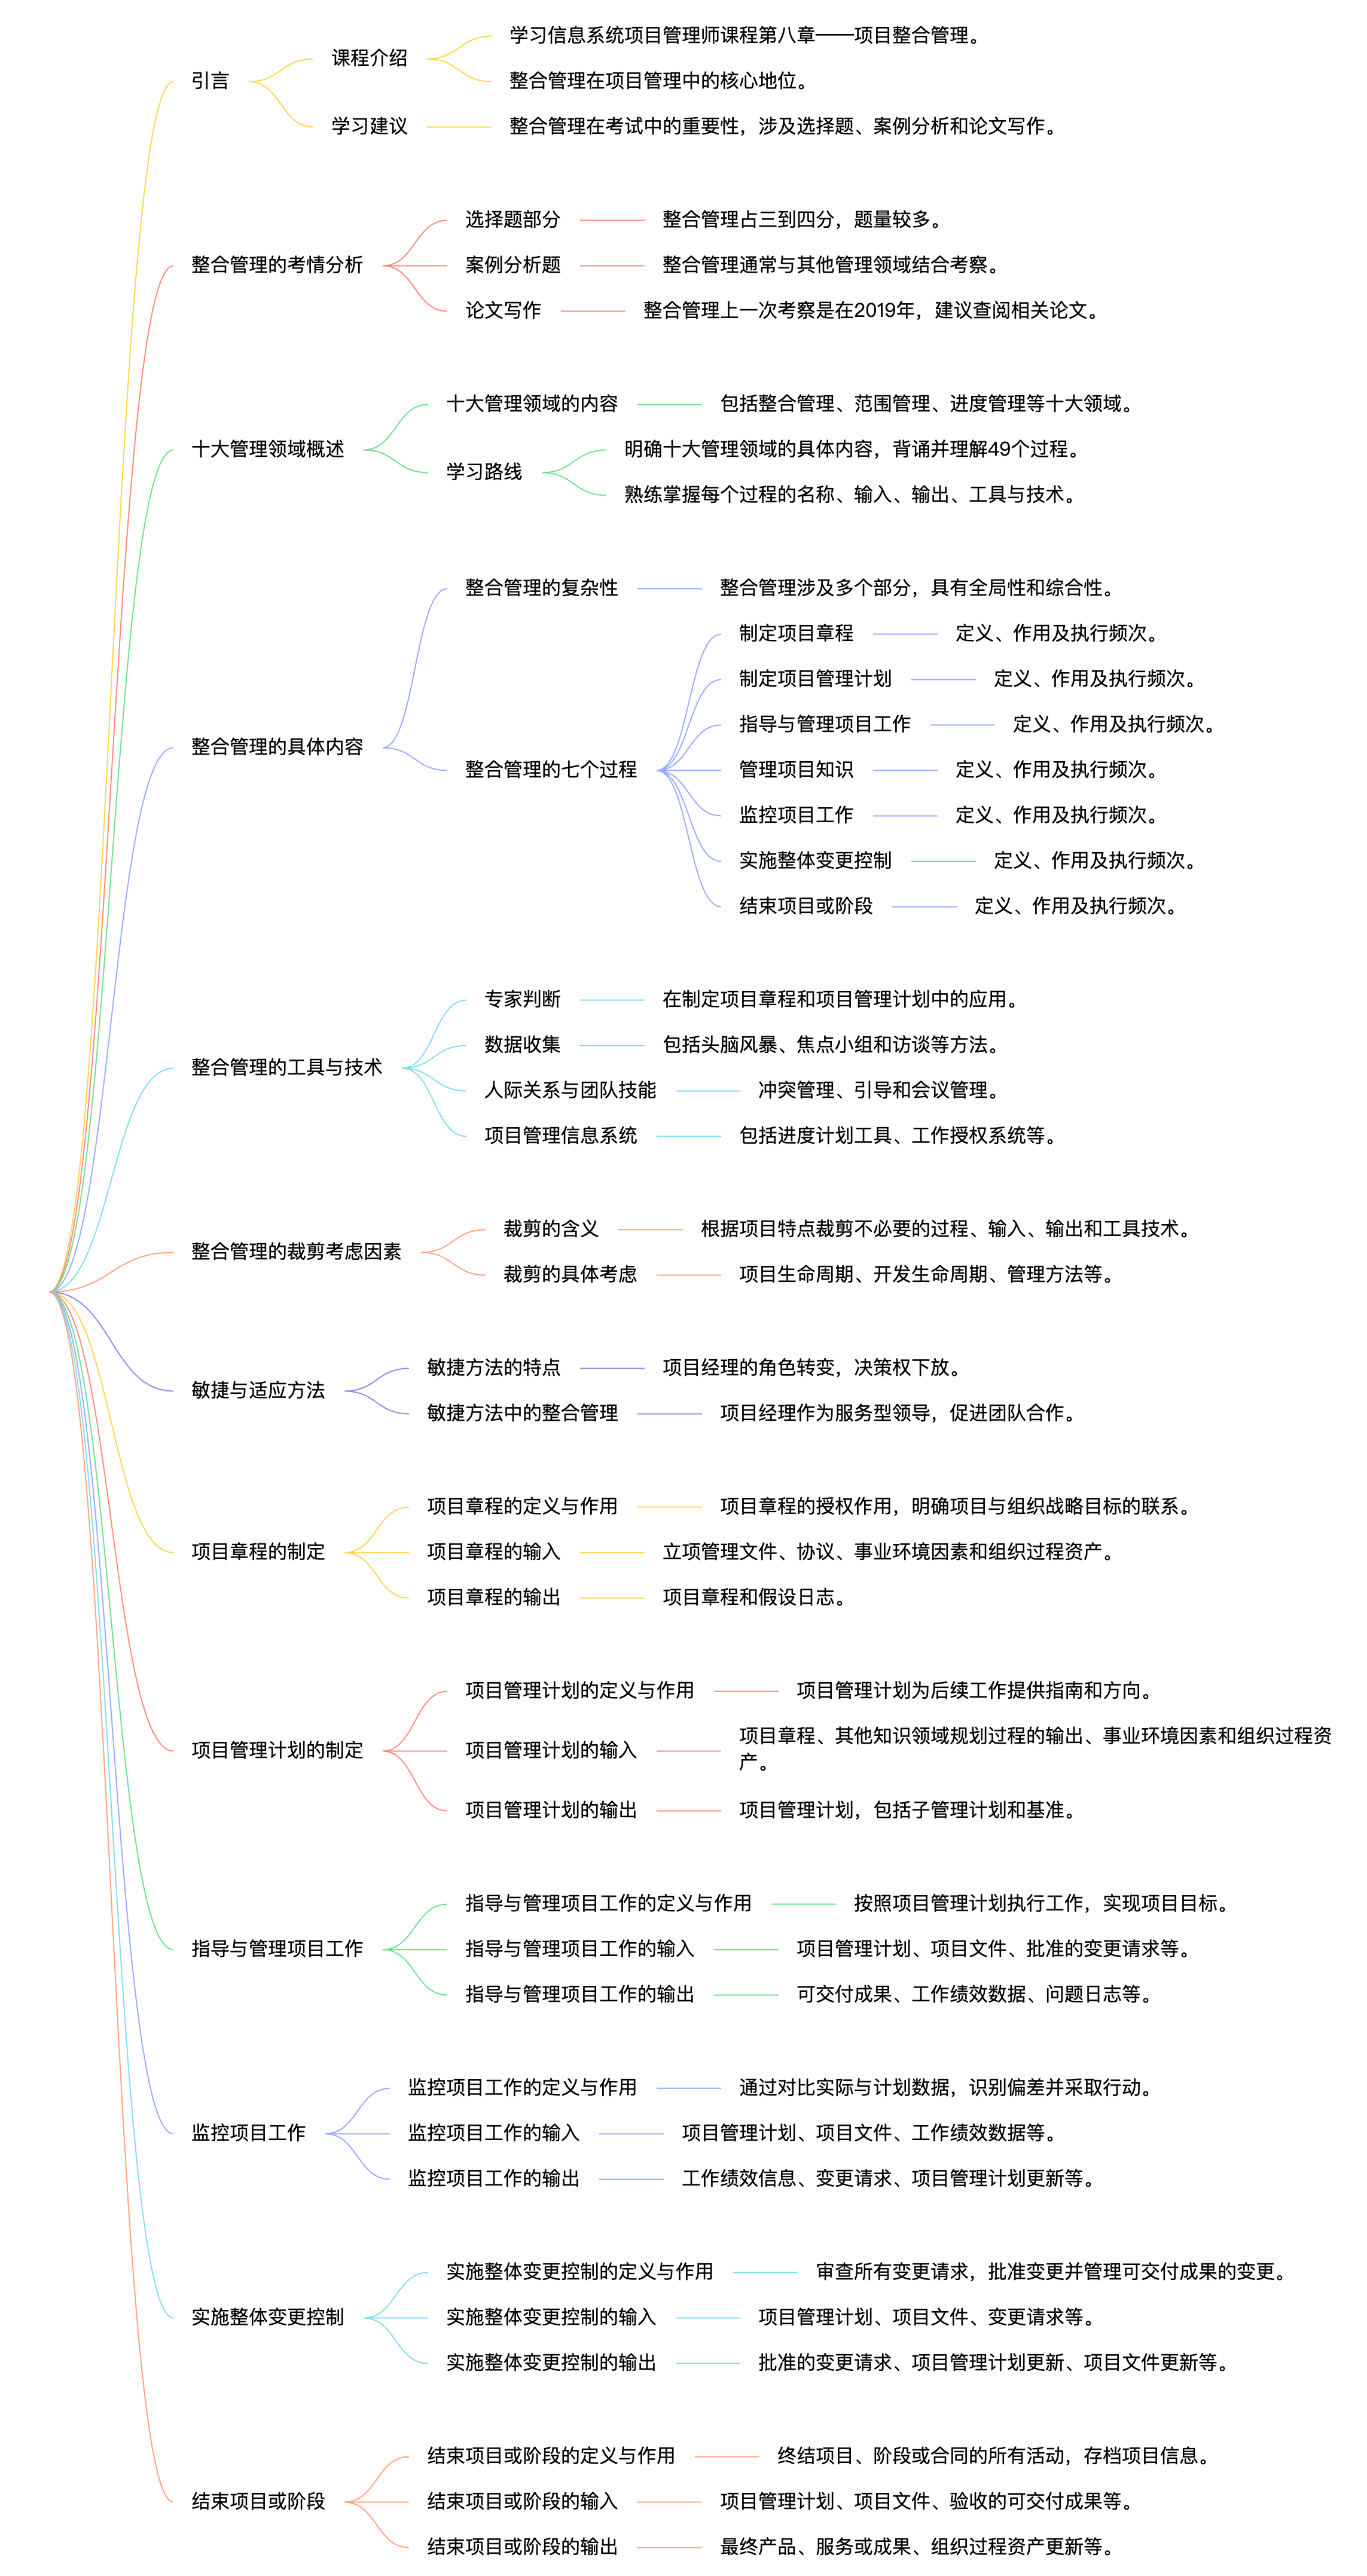 引言
课程介绍
学习信息系统项目管理师课程第八章——项目整合管理。
整合管理在项目管理中的核心地位。
学习建议
整合管理在考试中的重要性，涉及选择题、案例分析和论文写作。
整合管理的考情分析
选择题部分
整合管理占三到四分，题量较多。
案例分析题
整合管理通常与其他管理领域结合考察。
论文写作
整合管理上一次考察是在2019年，建议查阅相关论文。
十大管理领域概述
十大管理领域的内容
包括整合管理、范围管理、进度管理等十大领域。
学习路线
明确十大管理领域的具体内容，背诵并理解49个过程。
熟练掌握每个过程的名称、输入、输出、工具与技术。
整合管理的具体内容
整合管理的复杂性
整合管理涉及多个部分，具有全局性和综合性。
整合管理的七个过程
制定项目章程
定义、作用及执行频次。
制定项目管理计划
定义、作用及执行频次。
指导与管理项目工作
定义、作用及执行频次。
管理项目知识
定义、作用及执行频次。
监控项目工作
定义、作用及执行频次。
实施整体变更控制
定义、作用及执行频次。
结束项目或阶段
定义、作用及执行频次。
整合管理的工具与技术
专家判断
在制定项目章程和项目管理计划中的应用。
数据收集
包括头脑风暴、焦点小组和访谈等方法。
人际关系与团队技能
冲突管理、引导和会议管理。
项目管理信息系统
包括进度计划工具、工作授权系统等。
整合管理的裁剪考虑因素
裁剪的含义
根据项目特点裁剪不必要的过程、输入、输出和工具技术。
裁剪的具体考虑
项目生命周期、开发生命周期、管理方法等。
敏捷与适应方法
敏捷方法的特点
项目经理的角色转变，决策权下放。
敏捷方法中的整合管理
项目经理作为服务型领导，促进团队合作。
项目章程的制定
项目章程的定义与作用
项目章程的授权作用，明确项目与组织战略目标的联系。
项目章程的输入
立项管理文件、协议、事业环境因素和组织过程资产。
项目章程的输出
项目章程和假设日志。
项目管理计划的制定
项目管理计划的定义与作用
项目管理计划为后续工作提供指南和方向。
项目管理计划的输入
项目章程、其他知识领域规划过程的输出、事业环境因素和组织过程资
产。
项目管理计划的输出
项目管理计划，包括子管理计划和基准。
指导与管理项目工作
指导与管理项目工作的定义与作用
按照项目管理计划执行工作，实现项目目标。
指导与管理项目工作的输入
项目管理计划、项目文件、批准的变更请求等。
指导与管理项目工作的输出
可交付成果、工作绩效数据、问题日志等。
监控项目工作
监控项目工作的定义与作用
通过对比实际与计划数据，识别偏差并采取行动。
监控项目工作的输入
项目管理计划、项目文件、工作绩效数据等。
监控项目工作的输出
工作绩效信息、变更请求、项目管理计划更新等。
实施整体变更控制
实施整体变更控制的定义与作用
审查所有变更请求，批准变更并管理可交付成果的变更。
实施整体变更控制的输入
项目管理计划、项目文件、变更请求等。
实施整体变更控制的输出
批准的变更请求、项目管理计划更新、项目文件更新等。
结束项目或阶段
结束项目或阶段的定义与作用
终结项目、阶段或合同的所有活动，存档项目信息。
结束项目或阶段的输入
项目管理计划、项目文件、验收的可交付成果等。
结束项目或阶段的输出
最终产品、服务或成果、组织过程资产更新等。